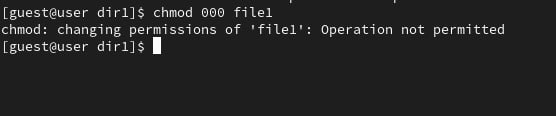 [guest@user dir1]$ chmod 000 file1
chmod: changing permissions of 'file1': Operation not permitted
[guest@user dir1]$